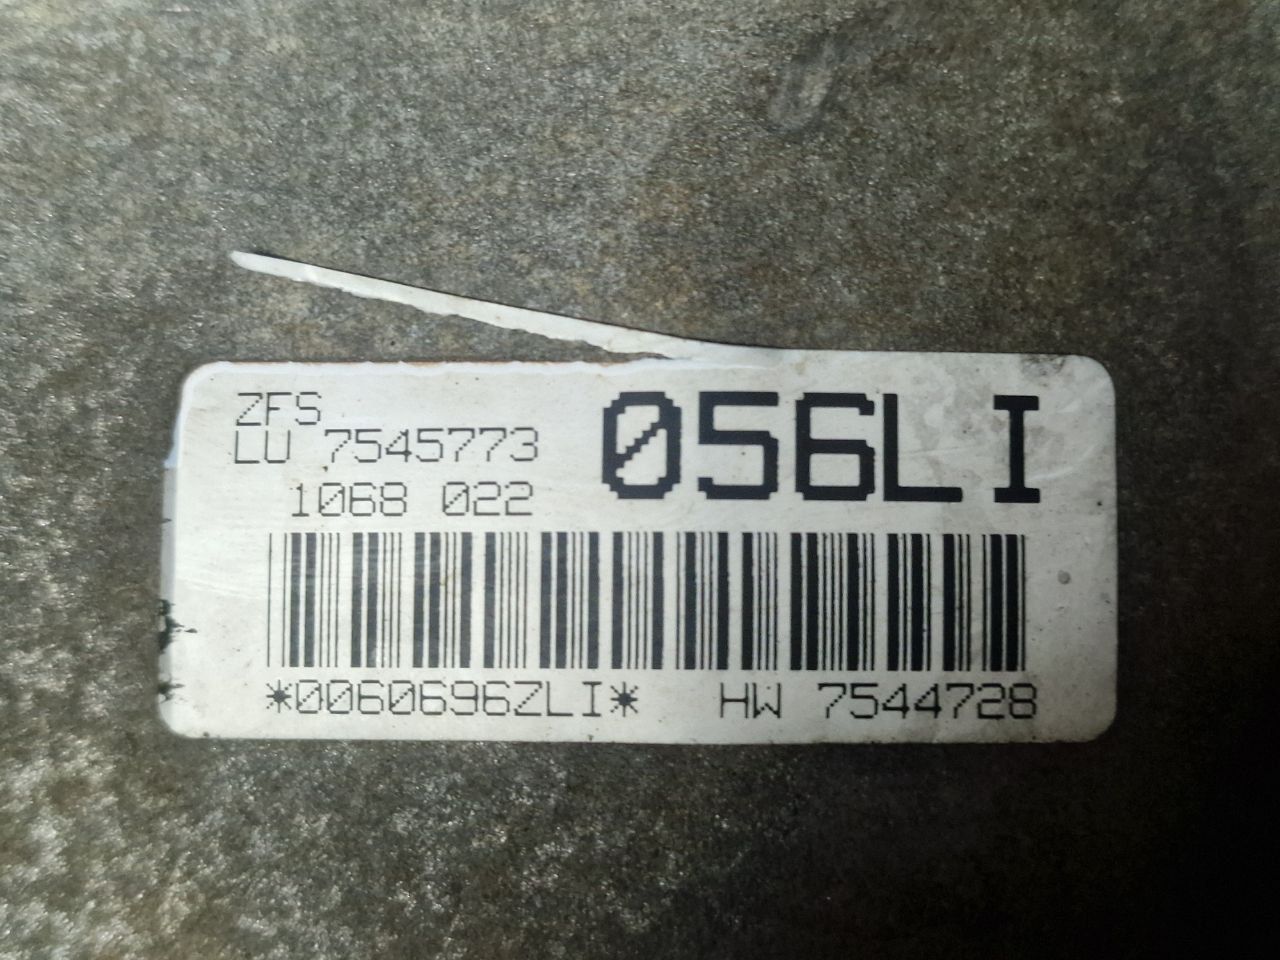 ZFS
LU 7545773
1068 022
056LI
*0060696ZLI* HW 7544728